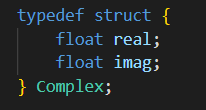 typedef struct {
    float real;
    float imag;
} Complex;